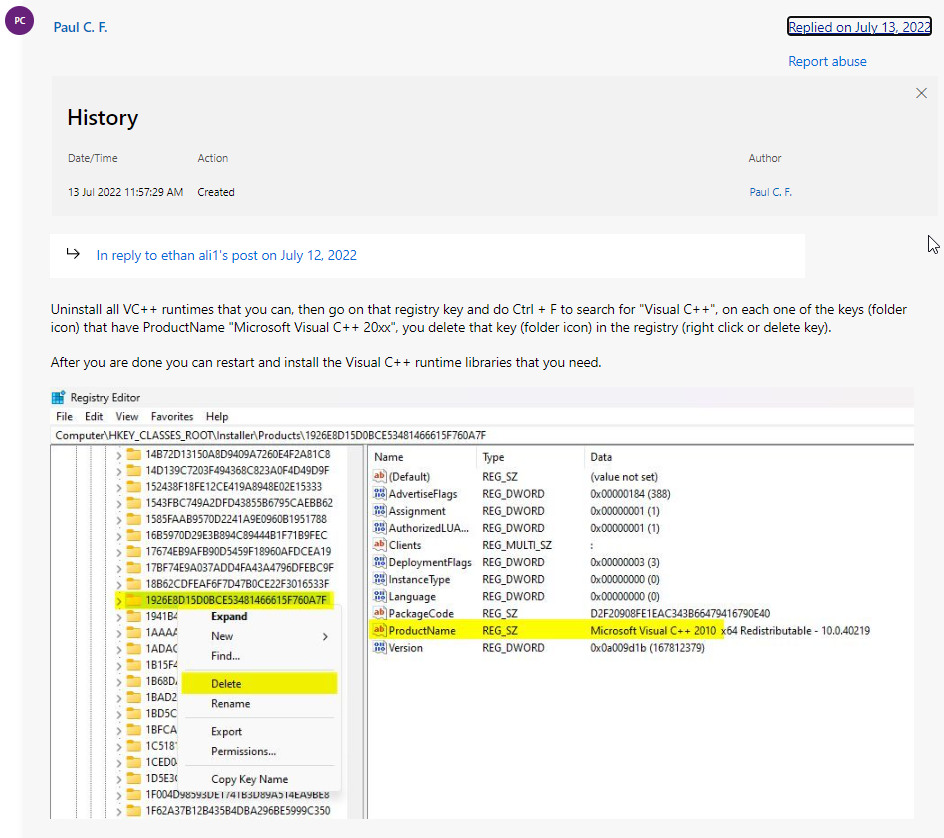 PC
Paul C. F.
Replied on July 13, 2022
Report abuse
History
Date/Time Action Author
13 Jul 2022 11:57:29 AM Created Paul C. F.
In reply to ethan ali1's post on July 12, 2022
Uninstall all VC++ runtimes that you can, then go on that registry key and do Ctrl + F to search for "Visual C++", on each one of the keys (folder
icon) that have ProductName "Microsoft Visual C++ 20xx", you delete that key (folder icon) in the registry (right click or delete key).
After you are done you can restart and install the Visual C++ runtime libraries that you need.
Registry Editor
File Edit View Favorites Help
Computer\HKEY_CLASSES_ROOT\Installer\Products\1926E8D15D0BCE53481466615F760A7F
14B72D13150A8D9409A7260E4F2A81C8
14D139C7203F494368C823A0F4D49D9F
152438F18FE12CE419A8948E02E15333
1543FBC749A2DFD43855B6795CAEBB62
1585FAAB9570D2241A9E0960B1951788
16B5970D29E3B894C89444B1F71B9FEC
17674EB9AFB90D5459F18960AFDCEA19
17BF74E9A037ADD4FA43A4796DFEBC9F
18B62CDFEAF6F7D47B0CE22F3016533F
1926E8D15D0BCE53481466615F760A7F
1941B4
1AAAA
1ADAC
1B15F4
1B68D
1BAD2
1BD5C
1BFCA
1C518
1CED0
1D5E3C
1F004D98593DE1741B3D89A514EA9BE8
1F62A37B12B435B4DBA296BE5999C350
Expand
New
Find...
Delete
Rename
Export
Permissions...
Copy Key Name
Name Type Data
(Default) REG_SZ (value not set)
AdvertiseFlags REG_DWORD 0x00000184 (388)
Assignment REG_DWORD 0x00000001 (1)
AuthorizedLUA... REG_DWORD 0x00000001 (1)
Clients REG_MULTI_SZ :
DeploymentFlags REG_DWORD 0x00000003 (3)
InstanceType REG_DWORD 0x00000000 (0)
Language REG_DWORD 0x00000000 (0)
PackageCode REG_SZ D2F20908FE1EAC343B66479416790E40
ProductName REG_SZ Microsoft Visual C++ 2010 x64 Redistributable - 10.0.40219
Version REG_DWORD 0x0a009d1b (167812379)